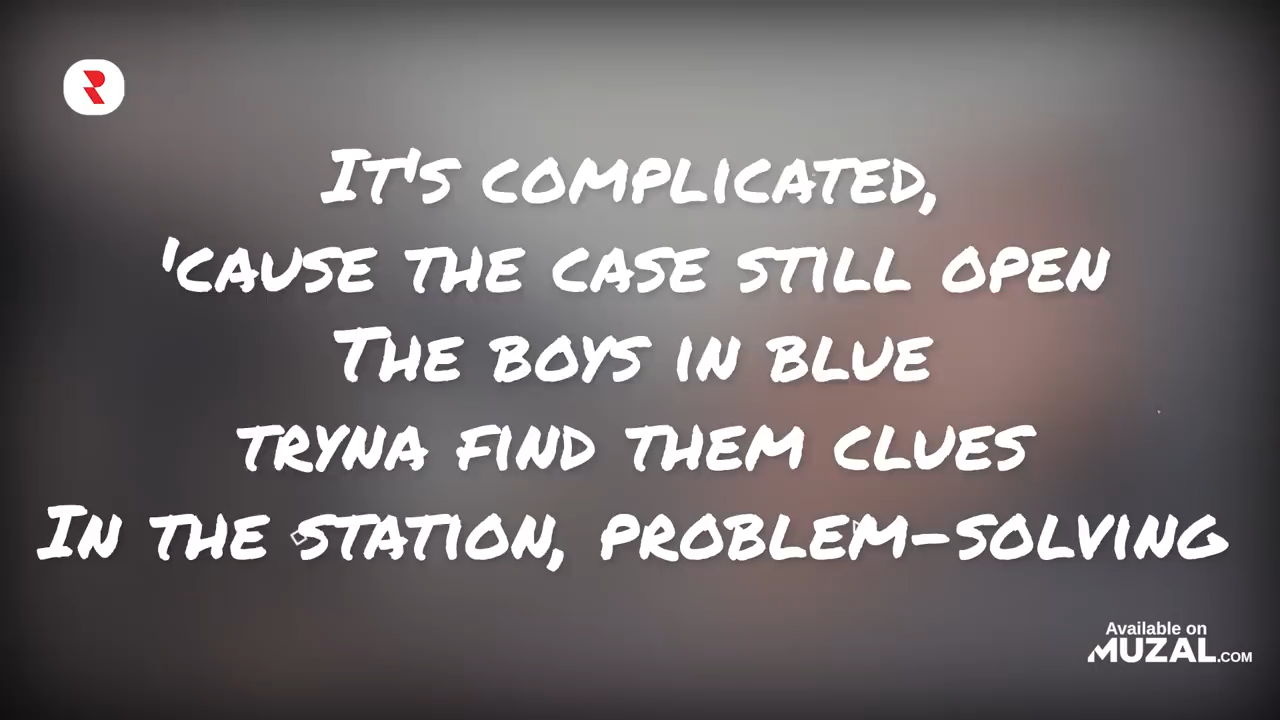 It's complicated,
'cause the case still open
The boys in blue
tryna find them clues
In the station, problem-solving
Available on
MUZAL.COM